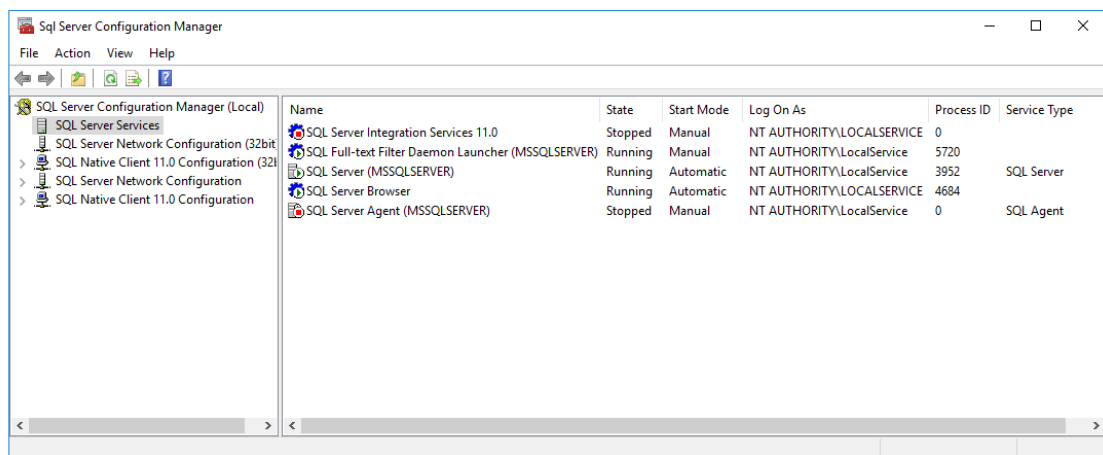 Sql Server Configuration Manager
File Action View Help
SQL Server Configuration Manager (Local)
SQL Server Services
SQL Server Network Configuration (32bit
SQL Native Client 11.0 Configuration (32
SQL Server Network Configuration
SQL Native Client 11.0 Configuration
Name State Start Mode Log On As Process ID Service Type
SQL Server Integration Services 11.0 Stopped Manual NT AUTHORITY\LOCALSERVICE 0
SQL Full-text Filter Daemon Launcher (MSSQLSERVER) Running Manual NT AUTHORITY\LocalService 5720
SQL Server (MSSQLSERVER) Running Automatic NT AUTHORITY\LocalService 3952 SQL Server
SQL Server Browser Running Automatic NT AUTHORITY\LOCALSERVICE 4684
SQL Server Agent (MSSQLSERVER) Stopped Manual NT AUTHORITY\LocalService 0 SQL Agent